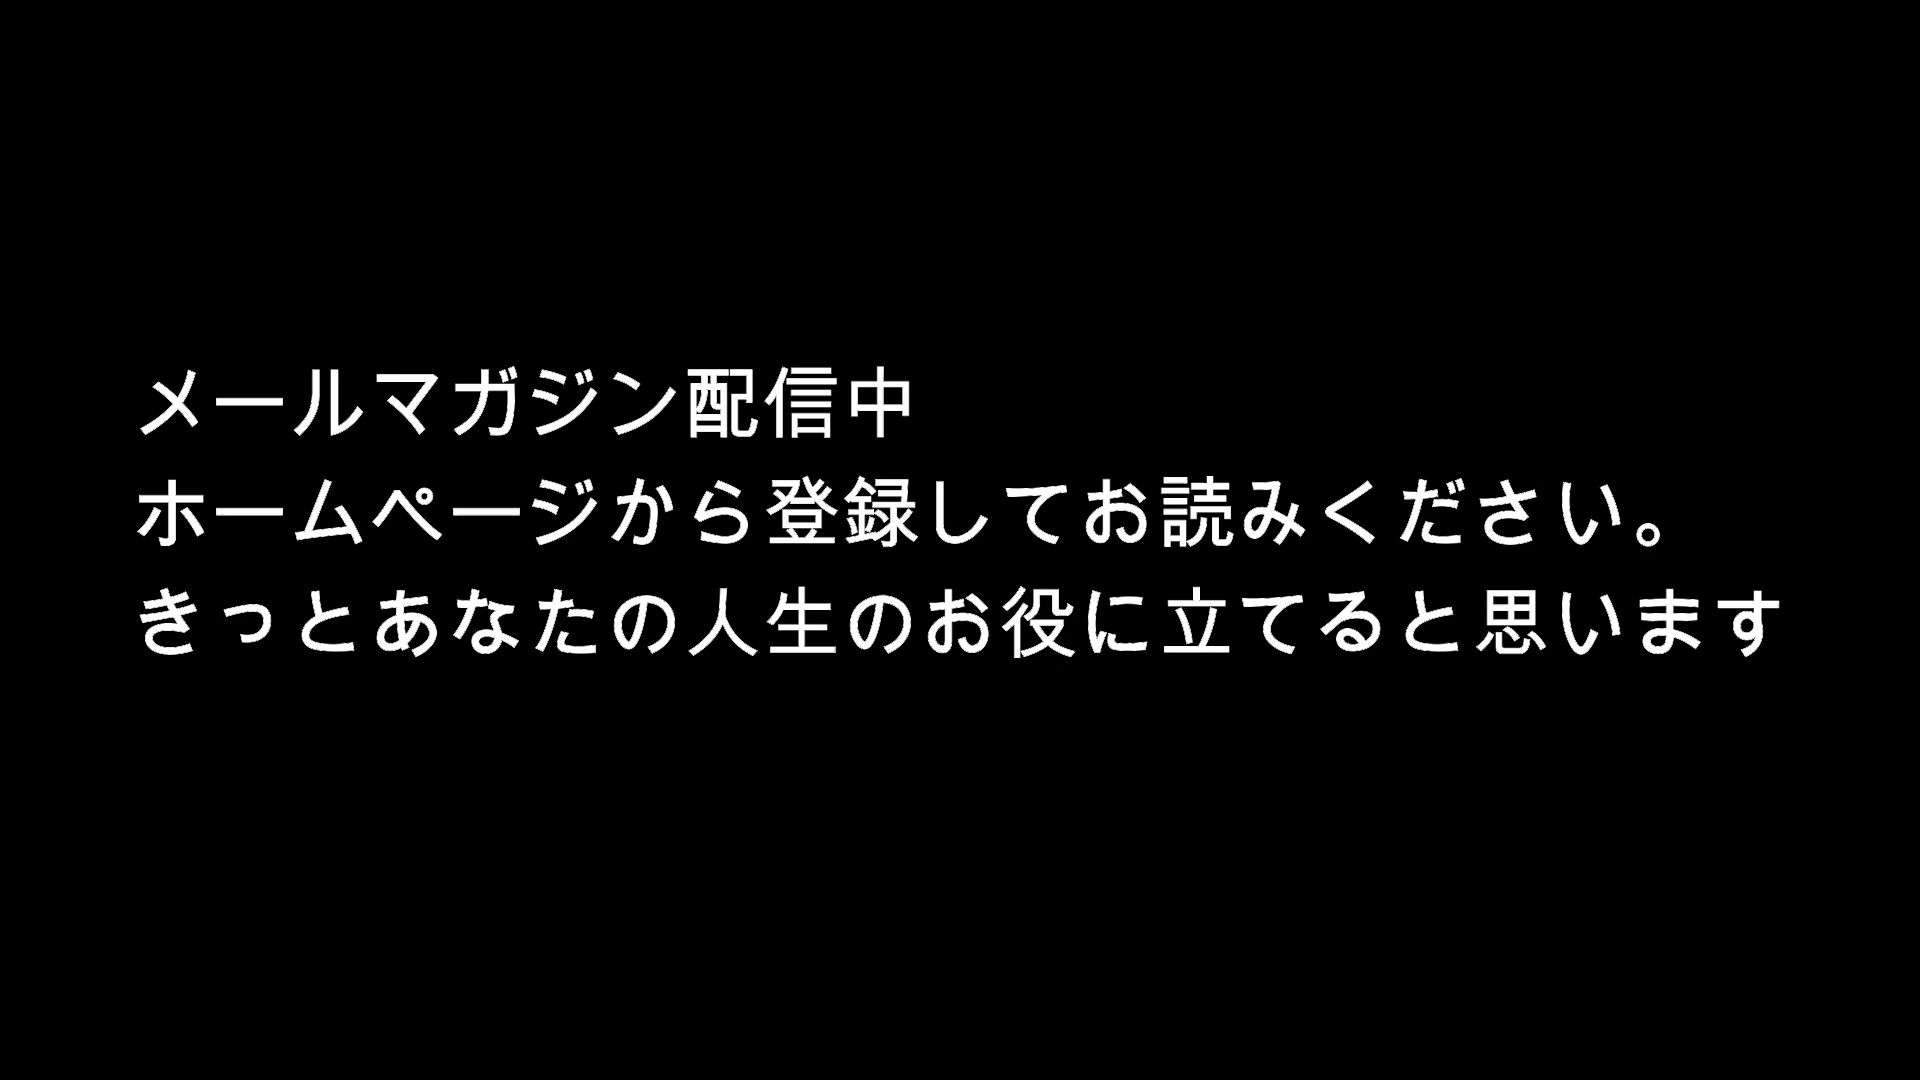 メールマガジン配信中
ホームページから登録してお読みください。
きっとあなたの人生のお役に立てると思います